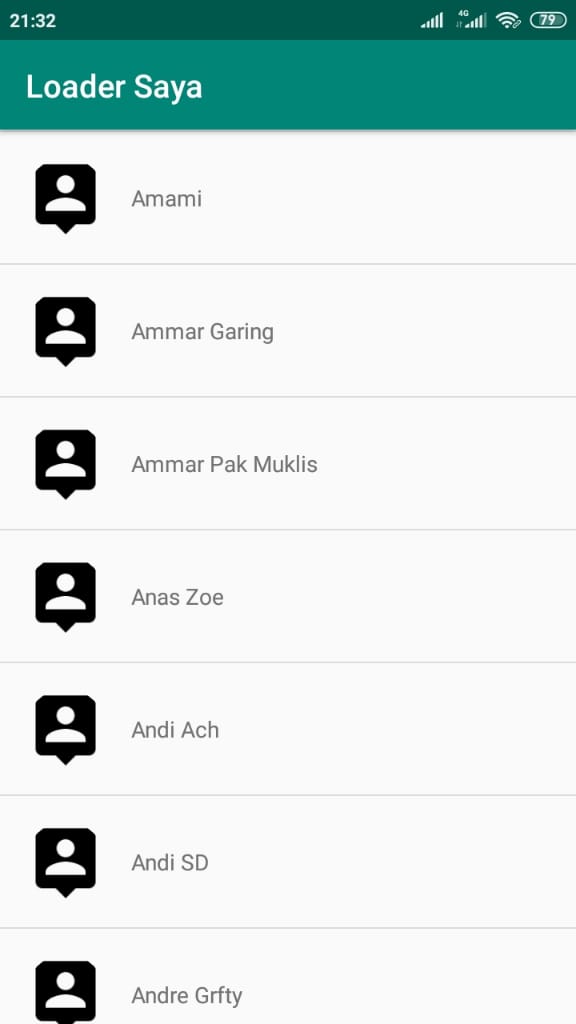 21:32
4G
79
Loader Saya
Amami
Ammar Garing
Ammar Pak Muklis
Anas Zoe
Andi Ach
Andi SD
Andre Grfty